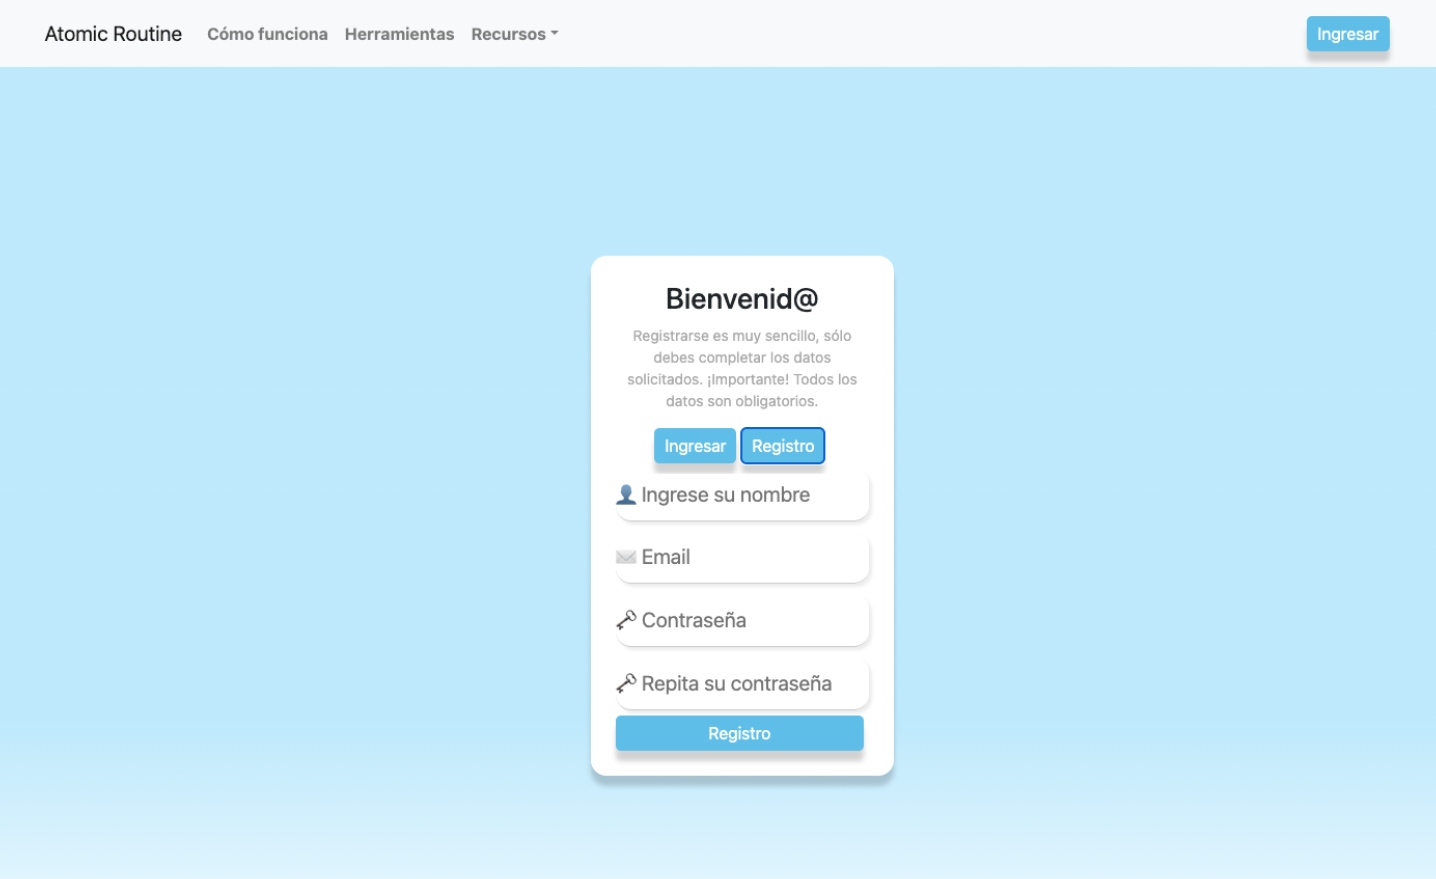 Atomic Routine Cómo funciona Herramientas Recursos Ingresar
Bienvenid@
Registrarse es muy sencillo, sólo
debes completar los datos
solicitados. ¡Importante! Todos los
datos son obligatorios.
Ingresar Registro
Ingrese su nombre
Email
Contraseña
Repita su contraseña
Registro